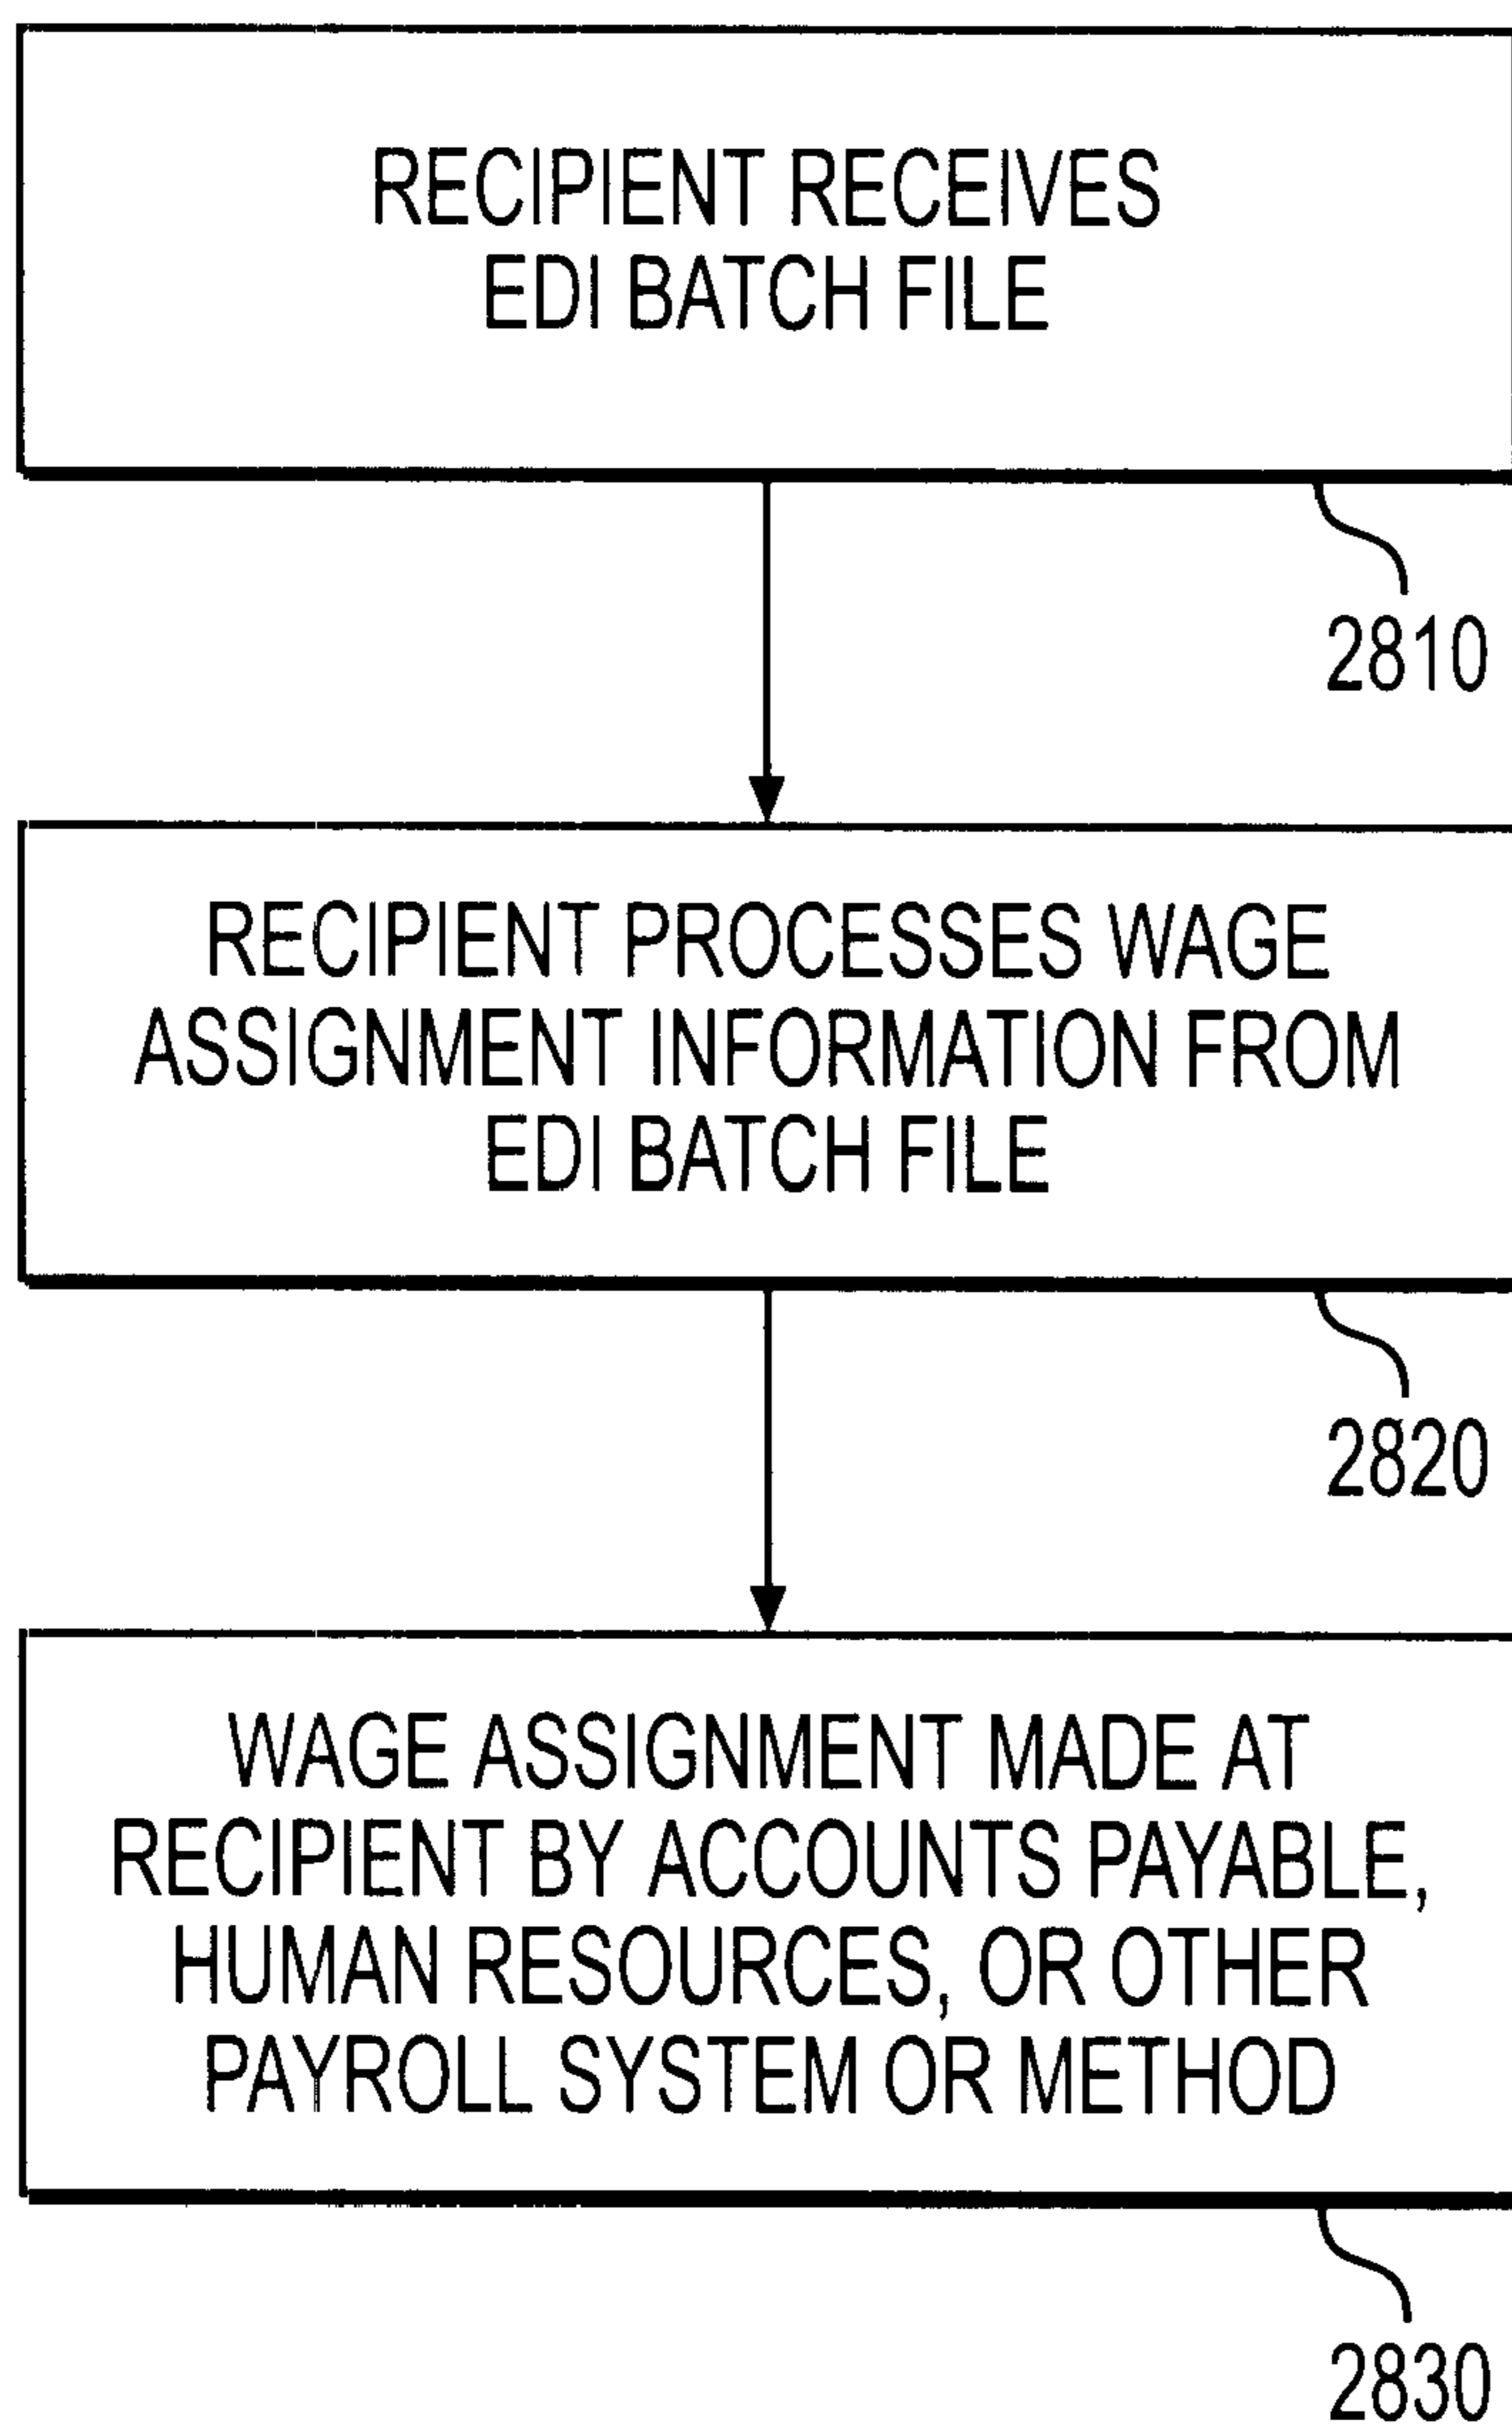 RECIPIENT RECEIVES
EDI BATCH FILE
2810
RECIPIENT PROCESSES WAGE
ASSIGNMENT INFORMATION FROM
EDI BATCH FILE
2820
WAGE ASSIGNMENT MADE AT
RECIPIENT BY ACCOUNTS PAYABLE,
HUMAN RESOURCES, OR OTHER
PAYROLL SYSTEM OR METHOD
2830